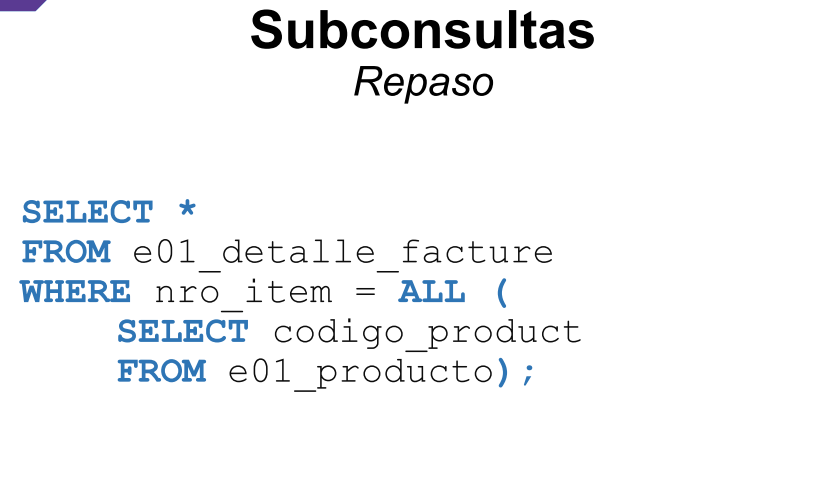 Subconsultas
Repaso
SELECT *
FROM e01_detalle_facture
WHERE nro_item = ALL (
SELECT codigo_product
FROM e01_producto);